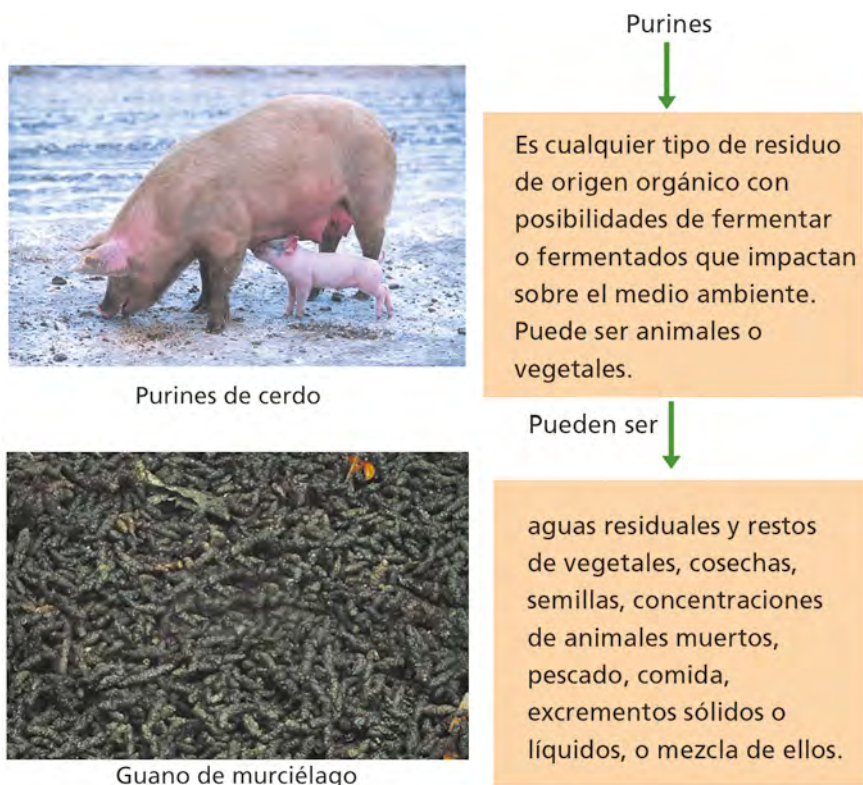 Purines
Es cualquier tipo de residuo
de origen orgánico con
posibilidades de fermentar
o fermentados que impactan
sobre el medio ambiente.
Puede ser animales o
vegetales.
Purines de cerdo
Pueden ser
aguas residuales y restos
de vegetales, cosechas,
semillas, concentraciones
de animales muertos,
pescado, comida,
excrementos sólidos o
líquidos, o mezcla de ellos.
Guano de murciélago